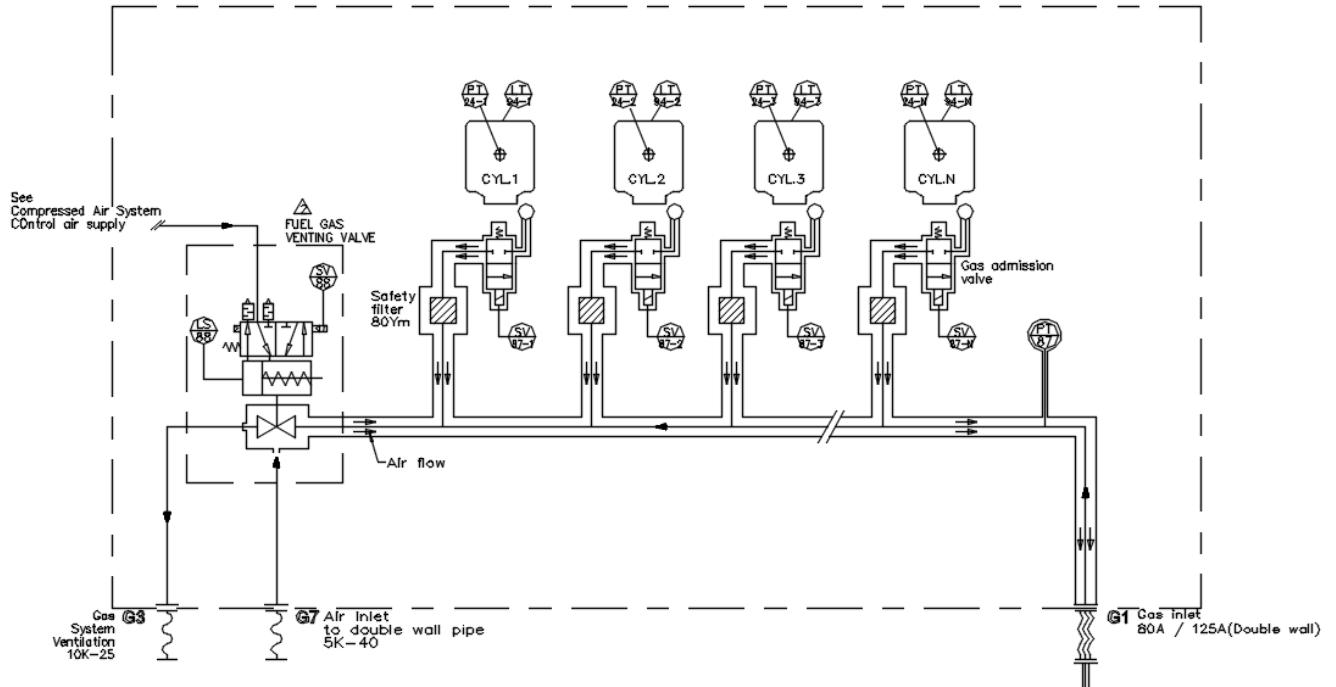 PT
24-1
LT
94-1
PT
24-2
LT
94-2
PT
24-3
LT
94-3
PT
24-N
LT
94-N
CYL.1
CYL.2
CYL.3
CYL.N
See
Compressed Air System
COntrol air supply
2
FUEL GAS
VENTING VALVE
SV
88
LS
88
Safety
filter
80Ym
Gas admission
valve
SV
87-1
SV
87-2
SV
87-3
SV
87-N
PT
87
Air flow
G3
Gas
System
Ventilation
10K-25
G7
Air Inlet
to double wall pipe
5K-40
G1
Gas inlet
80A / 125A(Double wall)